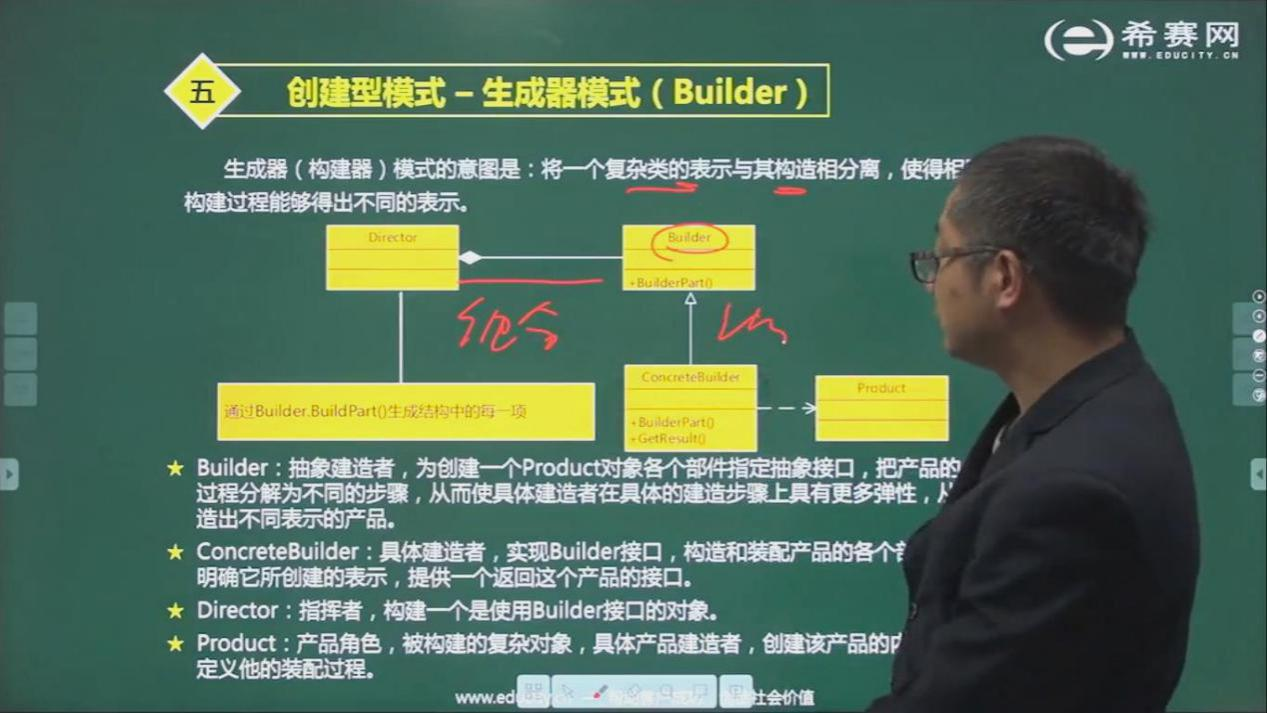 希赛网
WWW.EDUCITY.CN
五
创建型模式 – 生成器模式（Builder）
生成器（构建器）模式的意图是：将一个复杂类的表示与其构造相分离，使得相
构建过程能够得出不同的表示。
Director
Builder
+BuilderPart()
组合
ConcreteBuilder
Product
通过Builder.BuildPart()生成结构中的每一项
+BuilderPart()
+GetResult()
★ Builder：抽象建造者，为创建一个Product对象各个部件指定抽象接口，把产品的
过程分解为不同的步骤，从而使具体建造者在具体的建造步骤上具有更多弹性，从
造出不同表示的产品。
★ ConcreteBuilder：具体建造者，实现Builder接口，构造和装配产品的各个部
明确它所创建的表示，提供一个返回这个产品的接口。
★ Director：指挥者，构建一个是使用Builder接口的对象。
★ Product：产品角色，被构建的复杂对象，具体产品建造者，创建该产品的内
定义他的装配过程。
社会价值